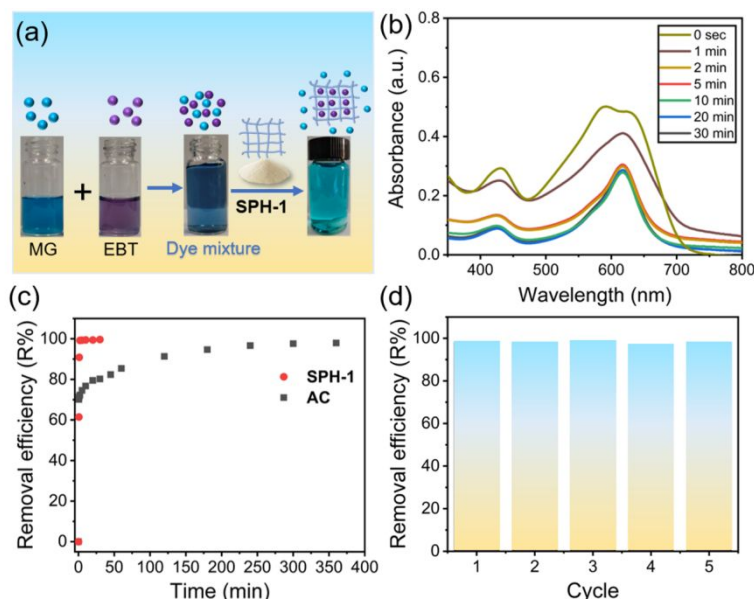 (a)
MG
+
EBT
Dye mixture
SPH-1
(b)
Absorbance (a.u.)
0.8
0.6
0.4
0.2
0.0
400 500 600 700 800
Wavelength (nm)
0 sec
1 min
2 min
5 min
10 min
20 min
30 min
(c)
Removal efficiency (R%)
100
80
60
40
20
0
0 50 100 150 200 250 300 350 400
Time (min)
SPH-1
AC
(d)
Removal efficiency (R%)
100
80
60
40
20
0
1 2 3 4 5
Cycle